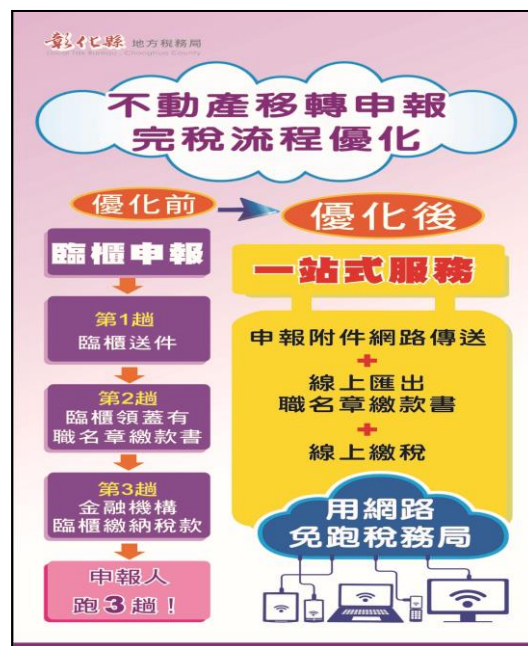 彰化縣 地方稅務局
不動產移轉申報
完稅流程優化
優化前
優化後
臨櫃申報
第1趟
臨櫃送件
第2趟
臨櫃領蓋有
職名章繳款書
第3趟
金融機構
臨櫃繳納稅款
申報人
跑3趟！
一站式服務
申報附件網路傳送
+
線上匯出
職名章繳款書
+
線上繳稅
用網路
免跑稅務局